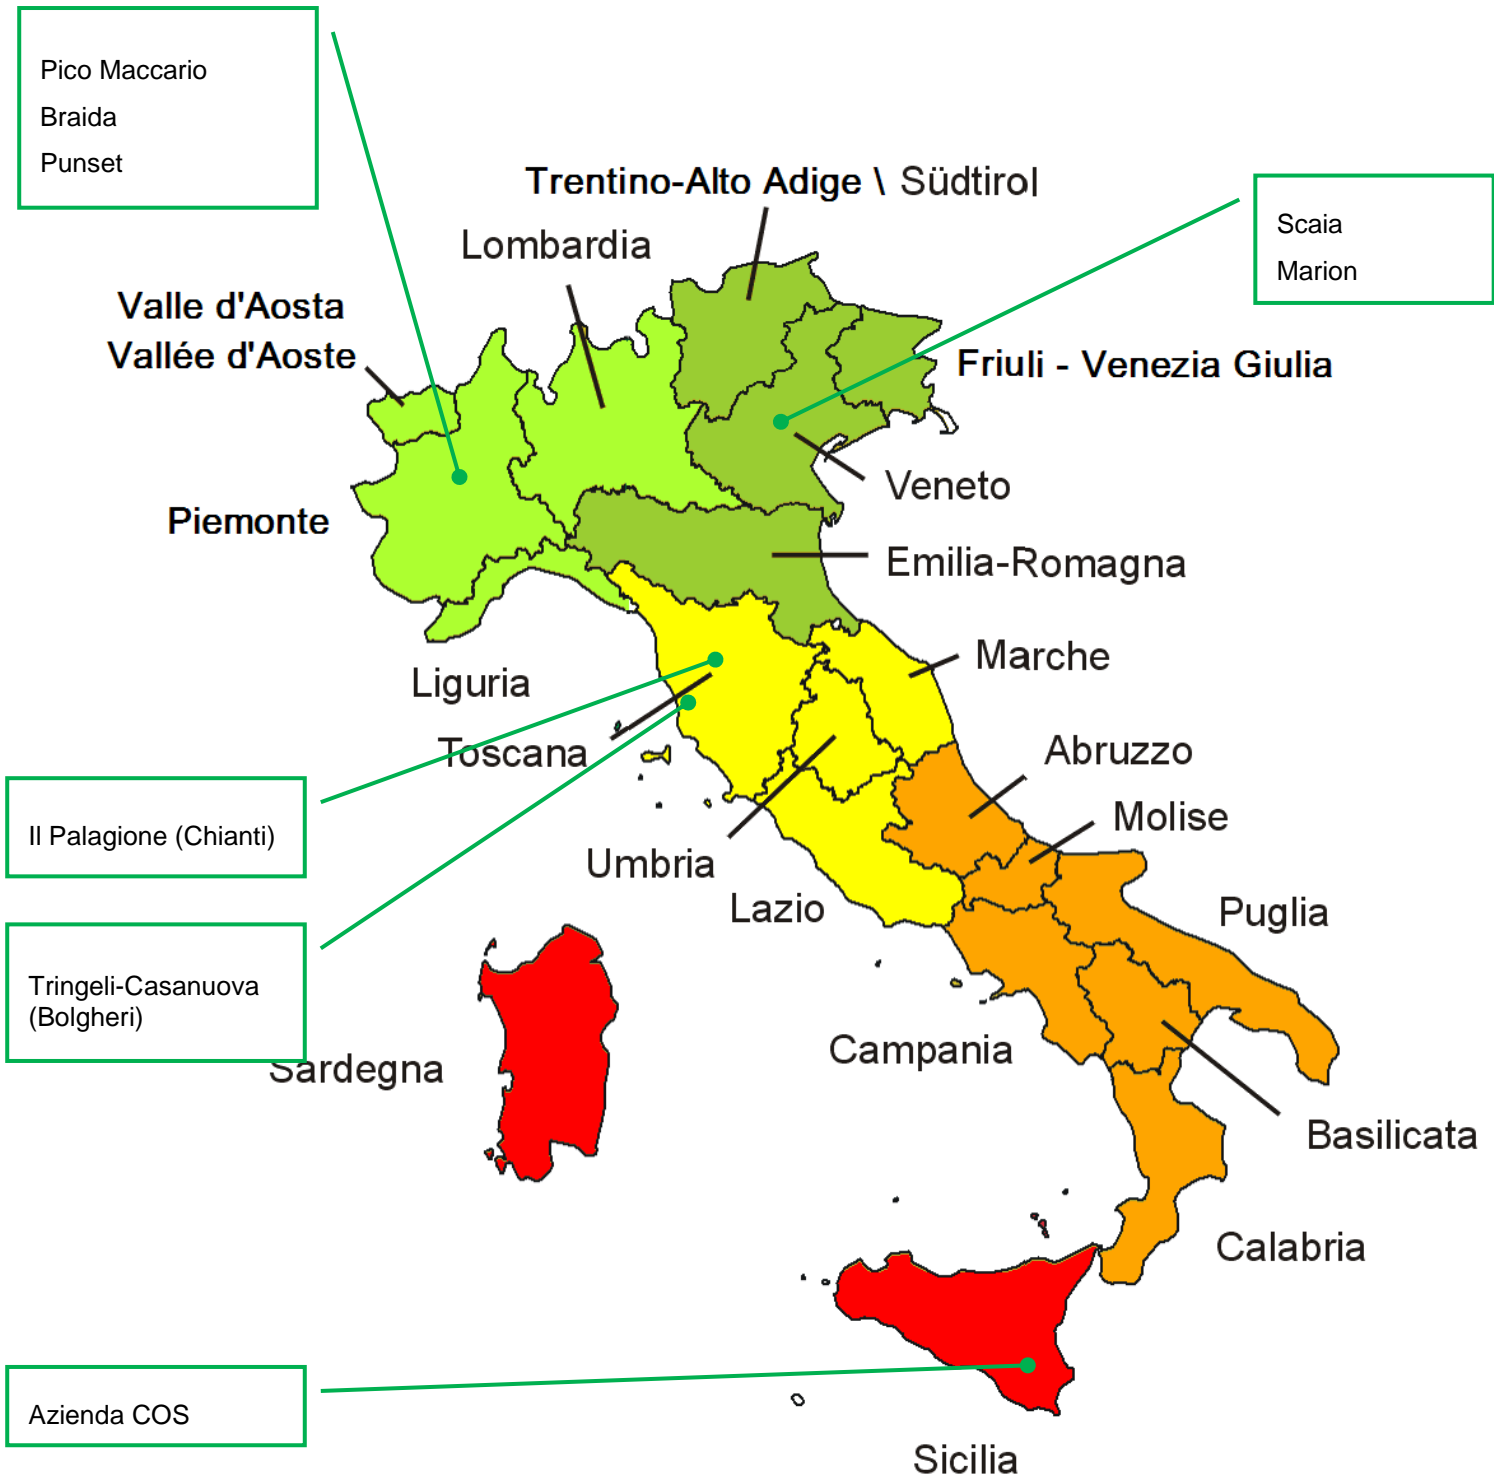 Pico Maccario
Braida
Punset
Trentino-Alto Adige \ Südtirol
Scaia
Marion
Lombardia
Valle d'Aosta
Vallée d'Aoste
Friuli - Venezia Giulia
Veneto
Piemonte
Emilia-Romagna
Marche
Liguria
Toscana
Abruzzo
Molise
Il Palagione (Chianti)
Umbria
Lazio
Puglia
Tringeli-Casanuova
(Bolgheri)
Campania
Sardegna
Basilicata
Calabria
Azienda COS
Sicilia